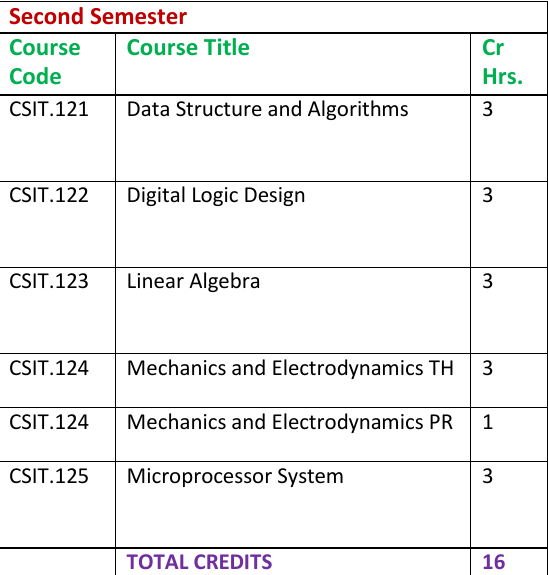 Second Semester
Course Code Course Title Cr Hrs.
CSIT.121 Data Structure and Algorithms 3
CSIT.122 Digital Logic Design 3
CSIT.123 Linear Algebra 3
CSIT.124 Mechanics and Electrodynamics TH 3
CSIT.124 Mechanics and Electrodynamics PR 1
CSIT.125 Microprocessor System 3
TOTAL CREDITS 16